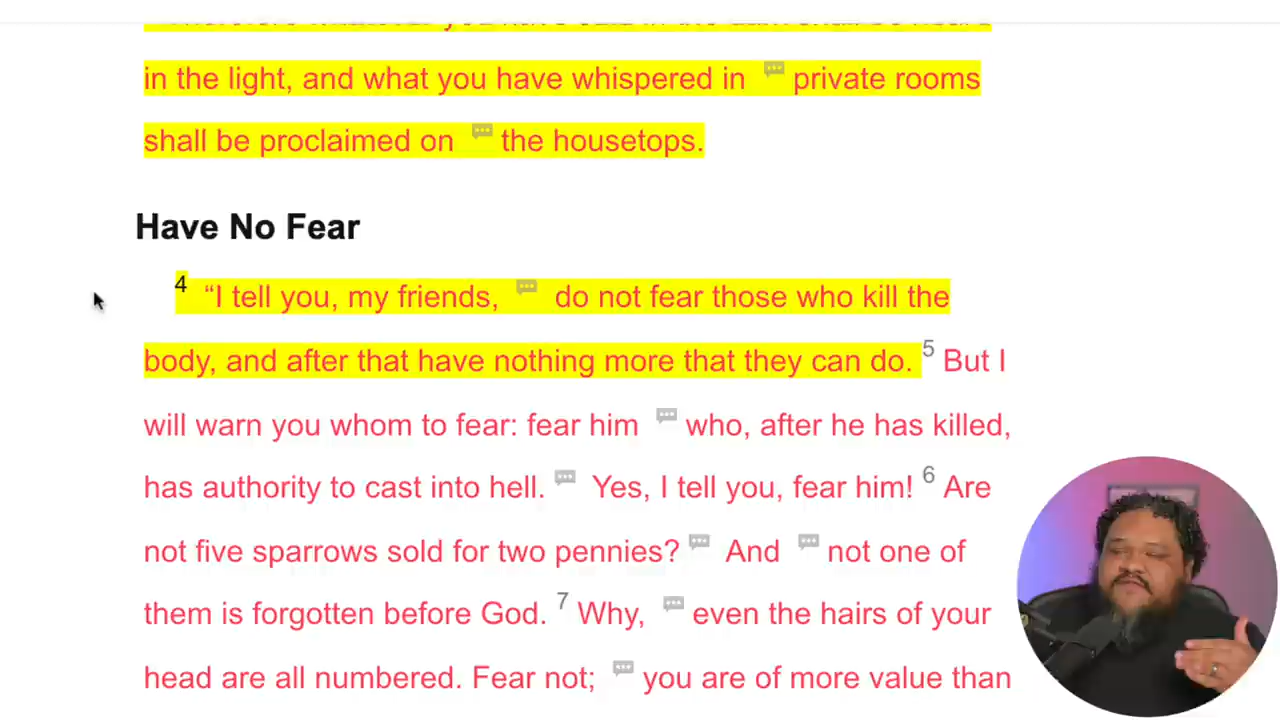 in the light, and what you have whispered in private rooms
shall be proclaimed on the housetops.
Have No Fear
4 “I tell you, my friends, do not fear those who kill the
body, and after that have nothing more that they can do. 5 But I
will warn you whom to fear: fear him who, after he has killed,
has authority to cast into hell. Yes, I tell you, fear him! 6 Are
not five sparrows sold for two pennies? And not one of
them is forgotten before God. 7 Why, even the hairs of your
head are all numbered. Fear not; you are of more value than